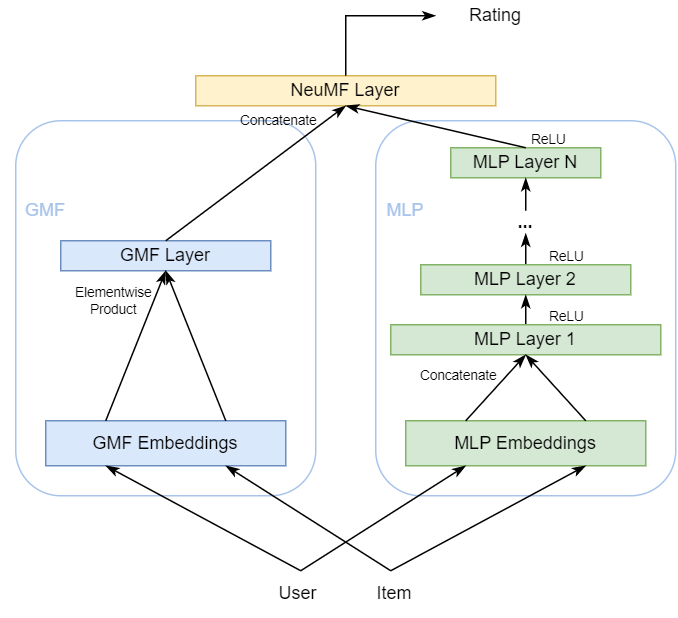 Rating
NeuMF Layer
Concatenate
ReLU
MLP Layer N
GMF
MLP
...
GMF Layer
ReLU
MLP Layer 2
Elementwise
Product
ReLU
MLP Layer 1
Concatenate
GMF Embeddings
MLP Embeddings
User
Item